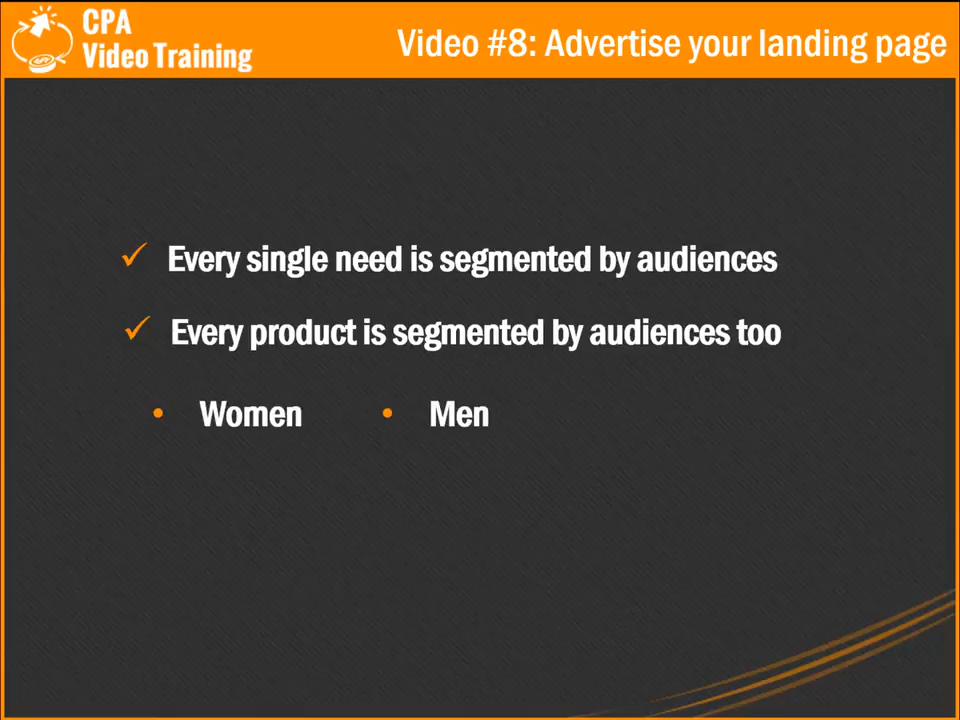 CPA
Video Training
Video #8: Advertise your landing page
✓ Every single need is segmented by audiences
✓ Every product is segmented by audiences too
• Women • Men